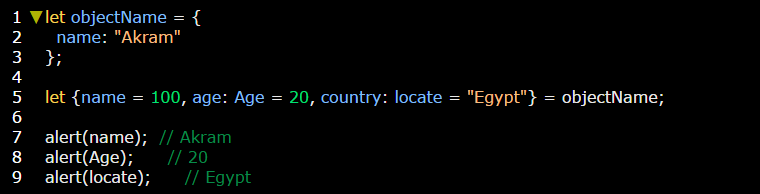 1 ▼let objectName = {
2   name: "Akram"
3 };
4
5 let {name = 100, age: Age = 20, country: locate = "Egypt"} = objectName;
6
7 alert(name);  // Akram
8 alert(Age);    // 20
9 alert(locate);    // Egypt